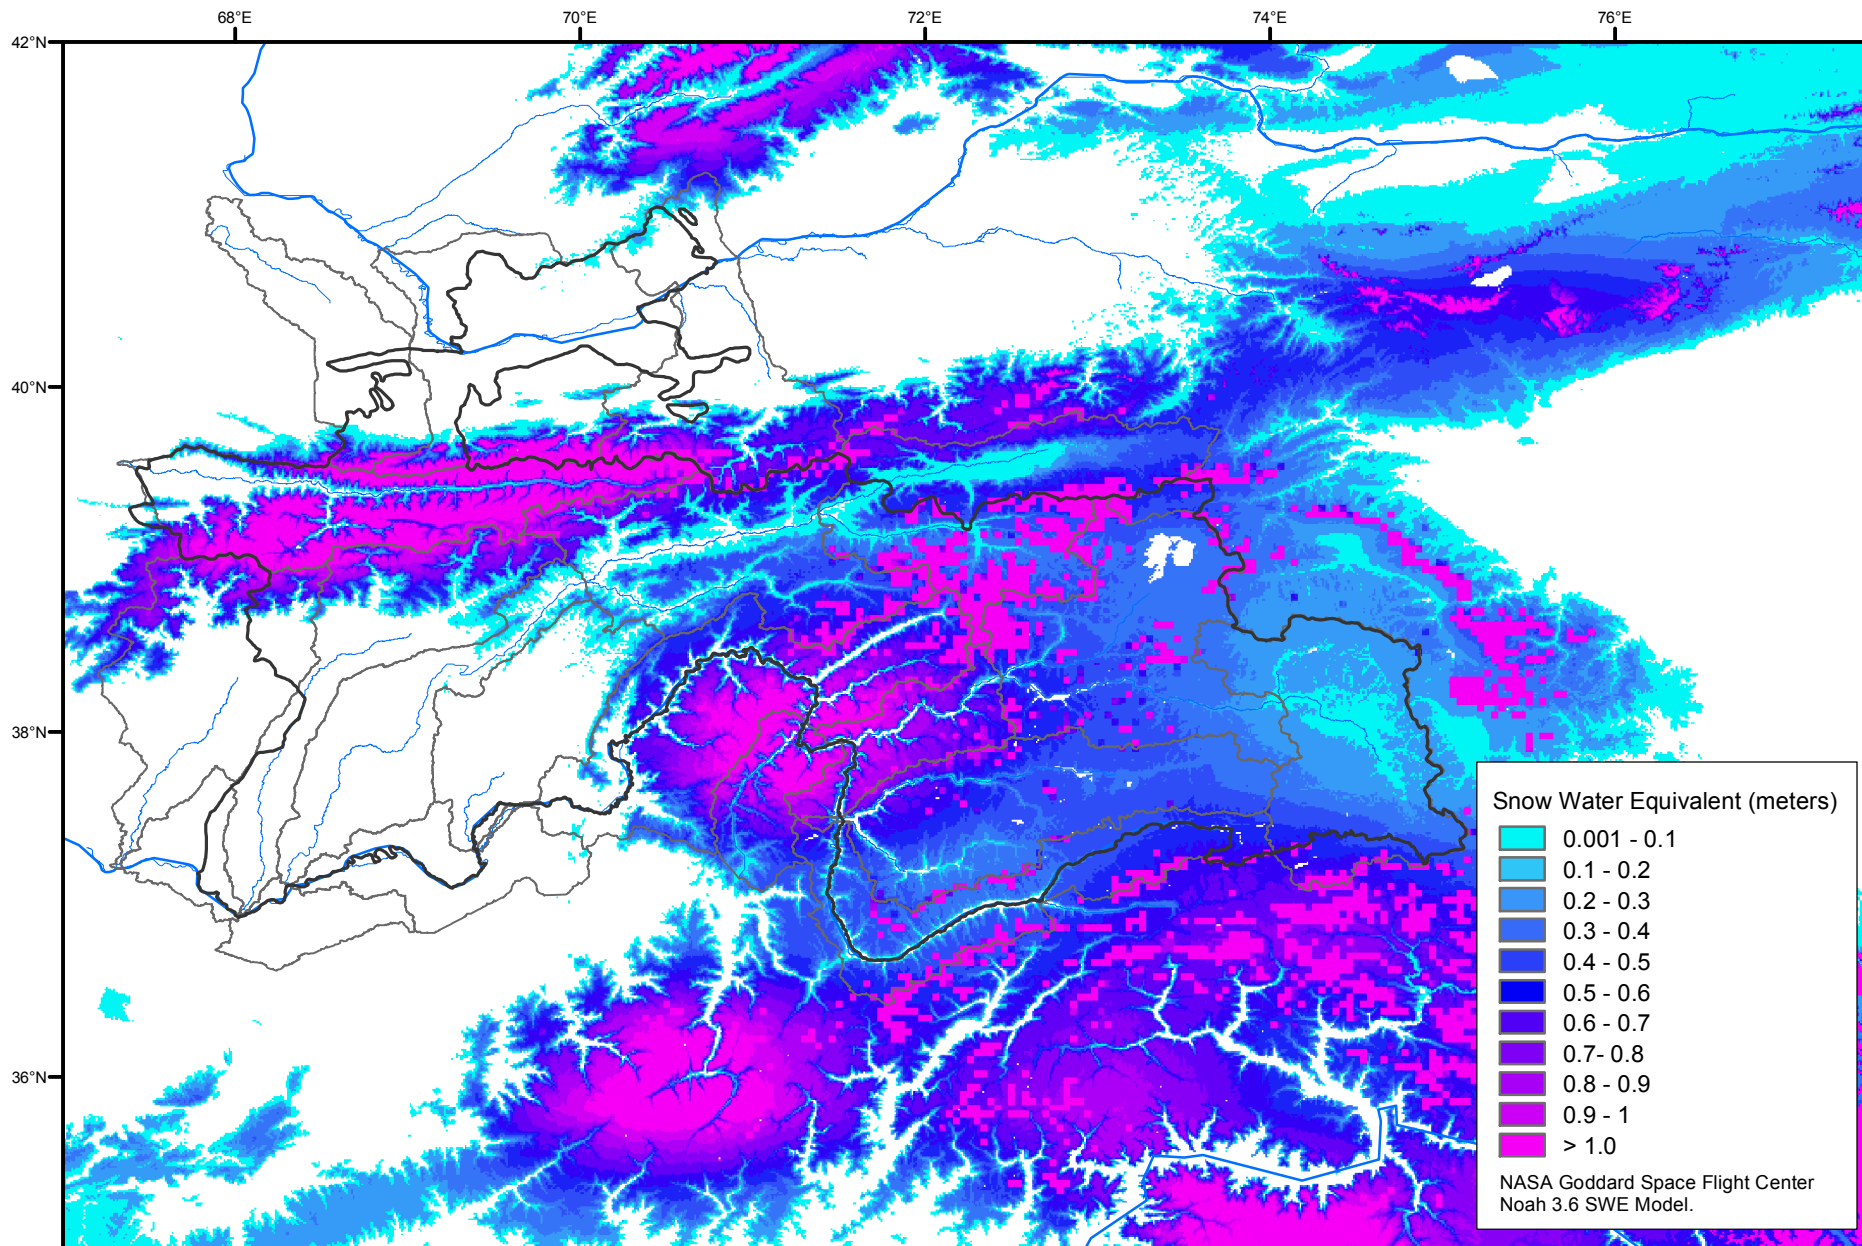 68°E
70°E
72°E
74°E
76°E
42°N
40°N
38°N
36°N
Snow Water Equivalent (meters)
0.001 - 0.1
0.1 - 0.2
0.2 - 0.3
0.3 - 0.4
0.4 - 0.5
0.5 - 0.6
0.6 - 0.7
0.7- 0.8
0.8 - 0.9
0.9 - 1
> 1.0
NASA Goddard Space Flight Center
Noah 3.6 SWE Model.